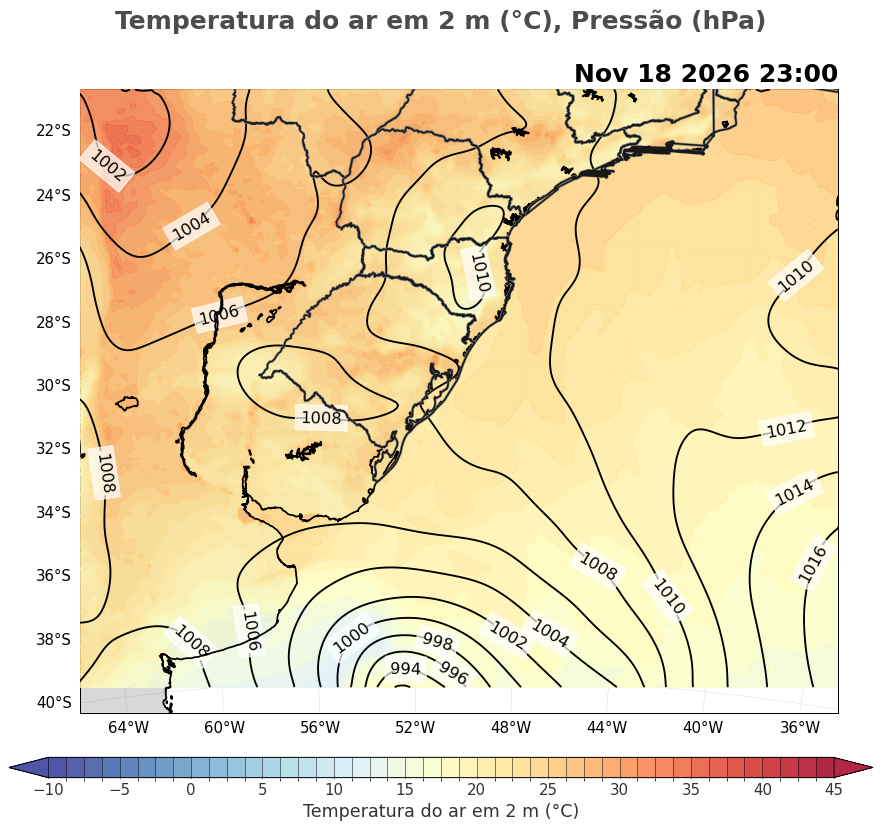 Temperatura do ar em 2 m (°C), Pressão (hPa)
Nov 18 2026 23:00
22°S
24°S
26°S
28°S
30°S
32°S
34°S
36°S
38°S
40°S
1002
1004
1006
1008
1010
1008
1010
1012
1014
1016
1008
1010
1006
1008
1000
998
1002
1004
994
996
64°W 60°W 56°W 52°W 48°W 44°W 40°W 36°W
−10 −5 0 5 10 15 20 25 30 35 40 45
Temperatura do ar em 2 m (°C)